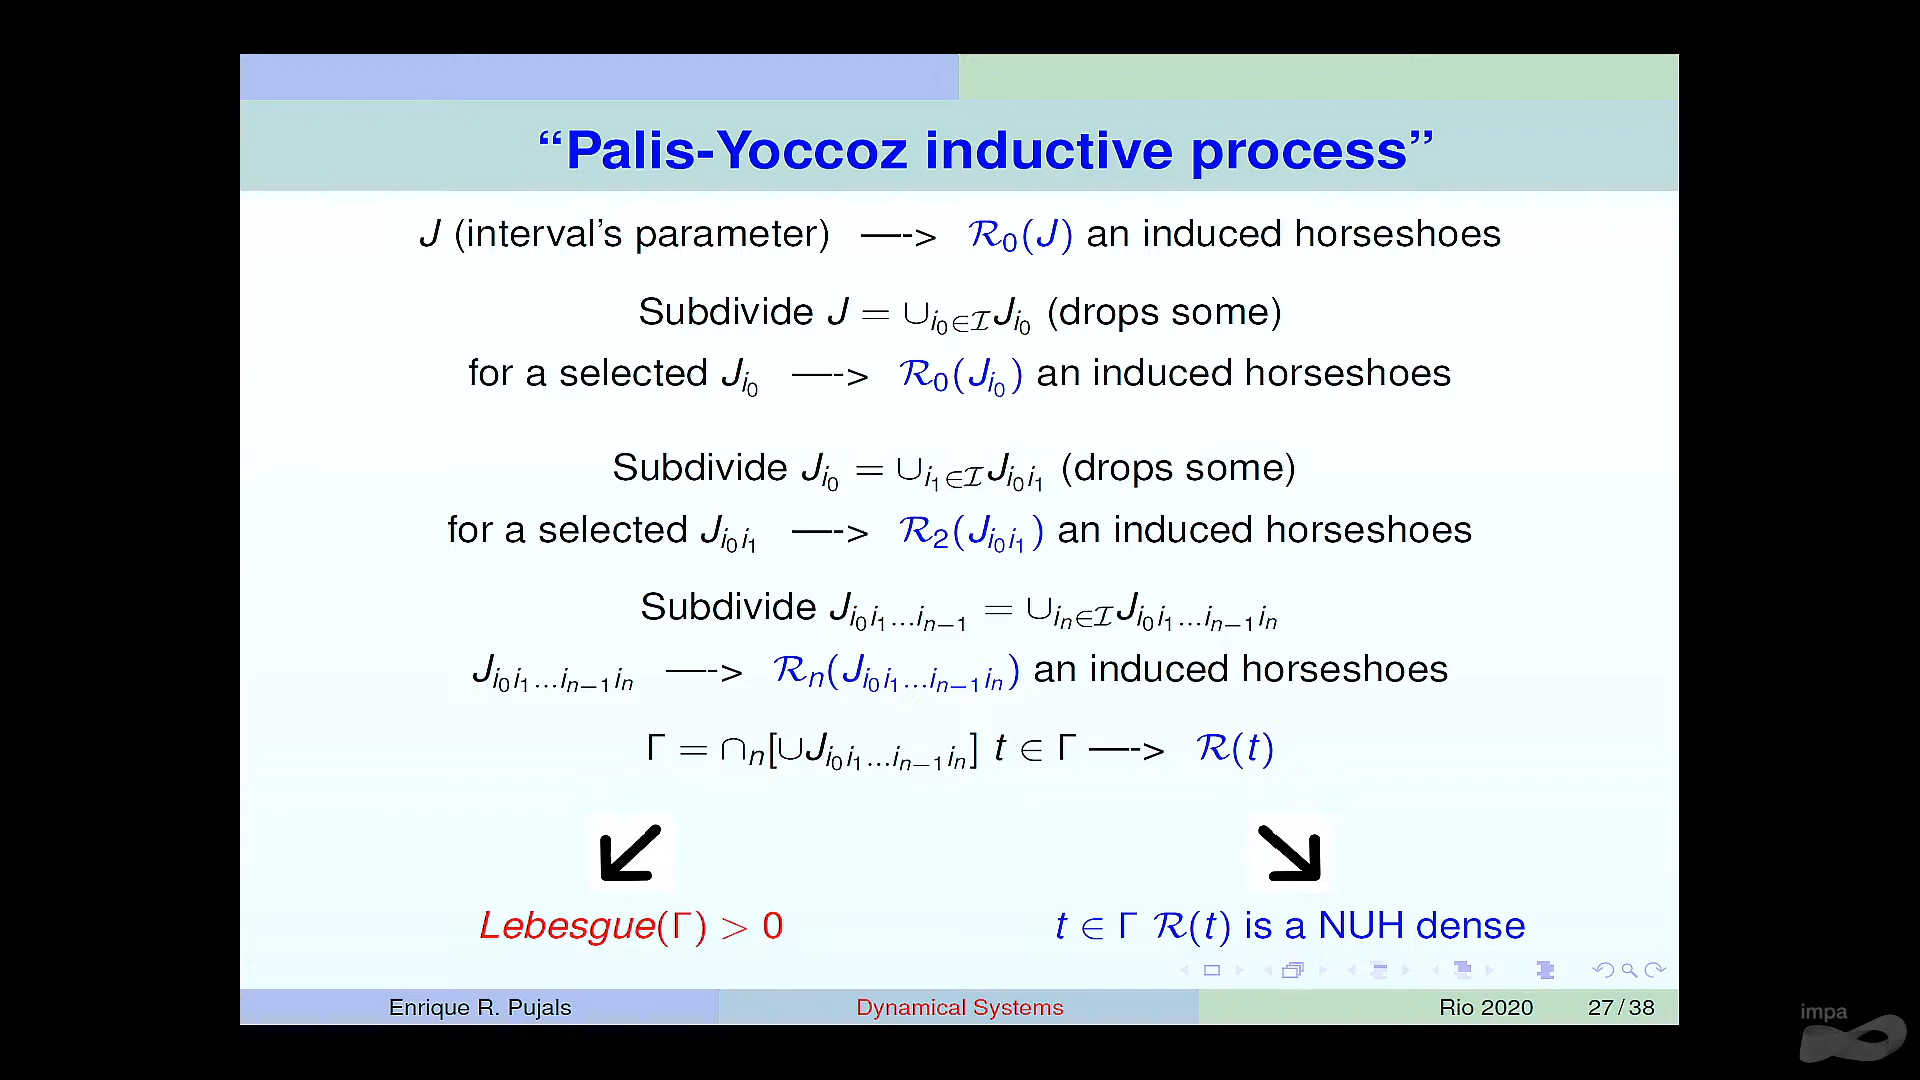 “Palis-Yoccoz inductive process”
J (interval’s parameter) —-> ℛ₀(J) an induced horseshoes
Subdivide J = ∪_{i₀∈ℐ} J_{i₀} (drops some)
for a selected J_{i₀} —-> ℛ₀(J_{i₀}) an induced horseshoes
Subdivide J_{i₀} = ∪_{i₁∈ℐ} J_{i₀i₁} (drops some)
for a selected J_{i₀i₁} —-> ℛ₂(J_{i₀i₁}) an induced horseshoes
Subdivide J_{i₀i₁...i_{n−1}} = ∪_{i_n∈ℐ} J_{i₀i₁...i_{n−1}i_n}
J_{i₀i₁...i_{n−1}i_n} —-> ℛ_n(J_{i₀i₁...i_{n−1}i_n}) an induced horseshoes
Γ = ∩_n[∪J_{i₀i₁...i_{n−1}i_n}] t ∈ Γ —-> ℛ(t)
Lebesgue(Γ) > 0
t ∈ Γ ℛ(t) is a NUH dense
Enrique R. Pujals
Dynamical Systems
Rio 2020
27 / 38
impa